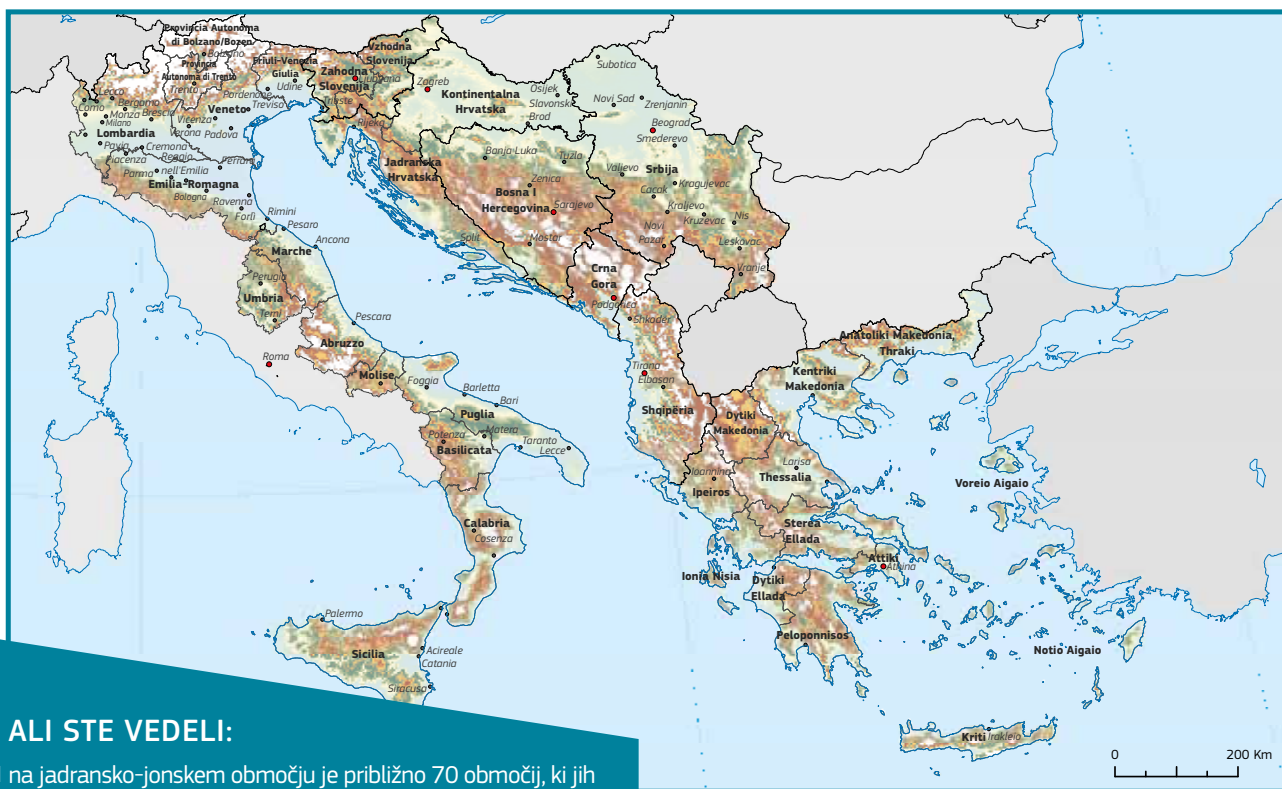 Provincia Autonoma
di Bolzano/Bozen
Bolzano
Provincia
Autonoma di Trento
Trento
Friuli-Venezia
Giulia
Udine
Pordenone
Treviso
Vzhodna
Slovenija
Zahodna
Slovenija
Ljubljana
Trieste
Rijeka
Zagreb
Kontinentalna
Hrvatska
Osijek
Slavonski
Brod
Subotica
Novi Sad
Zrenjanin
Beograd
Smederevo
Lecco
Como
Bergamo
Monza
Brescia
Milano
Lombardia
Pavia
Cremona
Piacenza
Veneto
Vitenza
Verona
Padova
Reggio
nell'Emilia
Parma
Ferrara
Emilia-Romagna
Bologna
Ravenna
Forlì
Rimini
Pesaro
Ancona
Marche
Perugia
Umbria
Terni
Pescara
Abruzzo
Roma
Molise
Foggia
Barletta
Bari
Puglia
Matera
Potenza
Basilicata
Taranto
Lecce
Calabria
Cosenza
Palermo
Sicilia
Acireale
Catania
Siracusa
Jadranska
Hrvatska
Split
Banja Luka
Tuzla
Zenica
Bosna I
Hercegovina
Sarajevo
Mostar
Valjevo
Srbija
Cacak
Kragujevac
Kraljevo
Kruzevac
Nis
Novi
Pazar
Leskovac
Vranje
Crna
Gora
Podgorica
Shkoder
Tirana
Elbasan
Shqipëria
Anatoliki Makedonia
Thraki
Kentriki
Makedonia
Dytiki
Makedonia
Larisa
Thessalia
Ioannina
Ipeiros
Sterea
Ellada
Attiki
Athina
Ionia Nisia
Dytiki
Ellada
Peloponnisos
Voreio Aigaio
Notio Aigaio
Kriti
Irakleio
0 200 Km
ALI STE VEDELI:
na jadransko-jonskem območju je približno 70 območij, ki jih